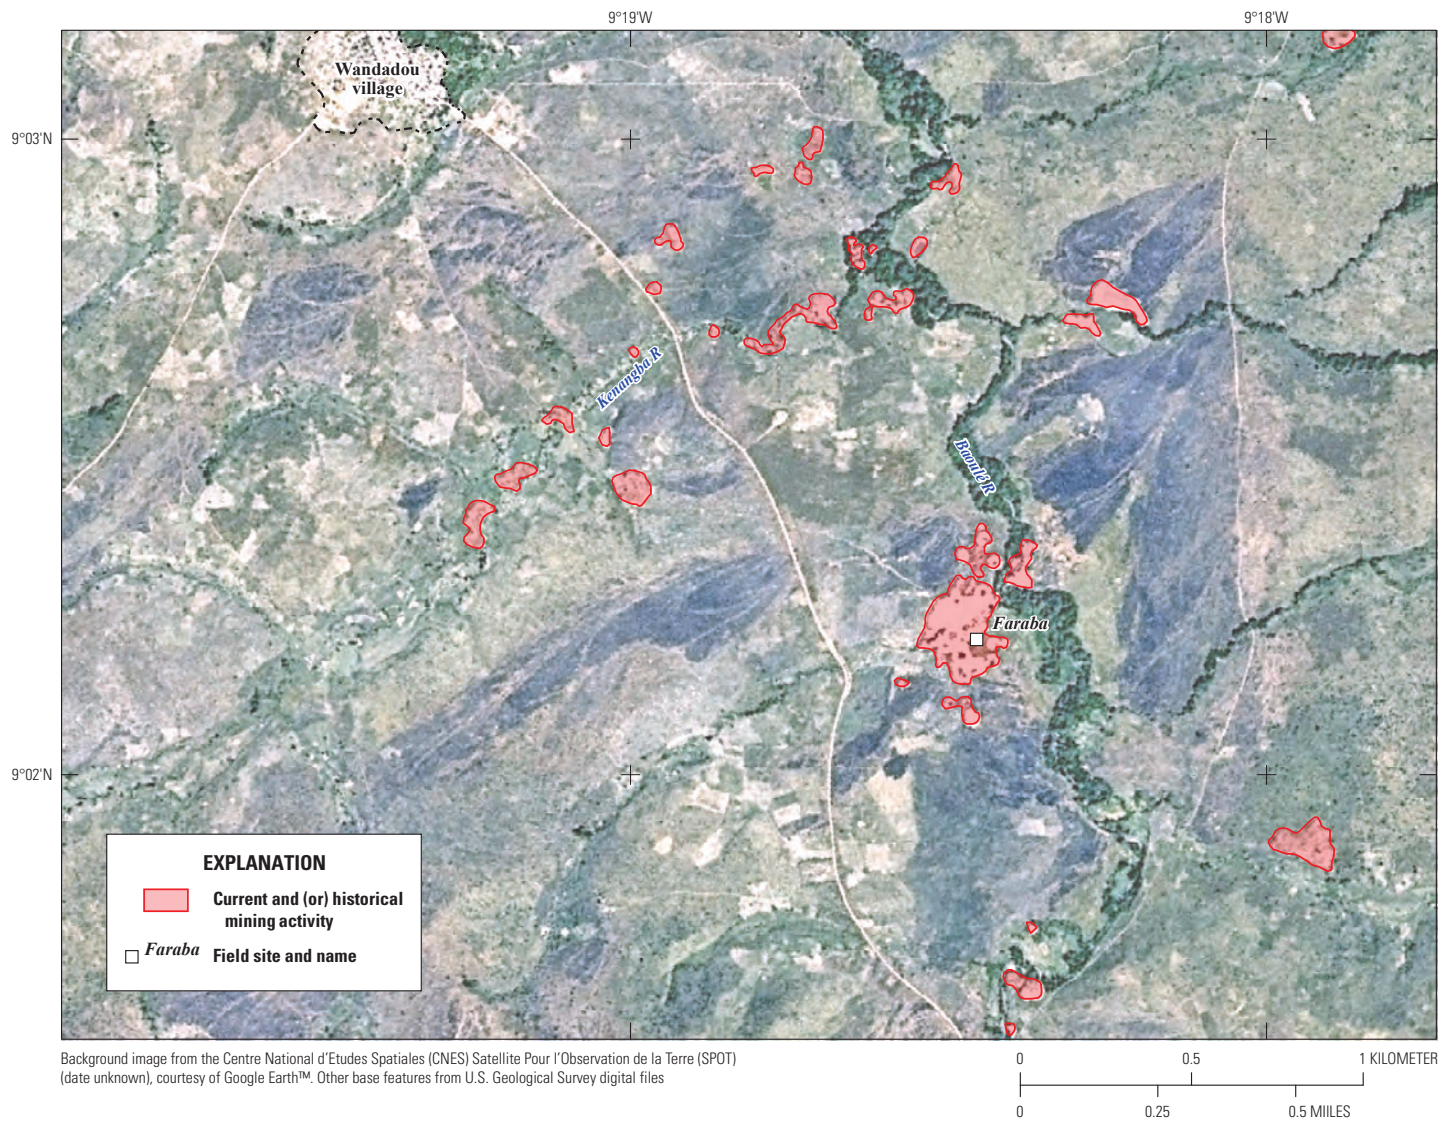 9°19'W
9°18'W
Wandadou
village
9°03'N
Kenangba R
Baoulé R
Faraba
9°02'N
EXPLANATION
Current and (or) historical
mining activity
Faraba
Field site and name
Background image from the Centre National d'Etudes Spatiales (CNES) Satellite Pour l'Observation de la Terre (SPOT)
(date unknown), courtesy of Google Earth™. Other base features from U.S. Geological Survey digital files
0 0.5 1 KILOMETER
0 0.25 0.5 MIILES